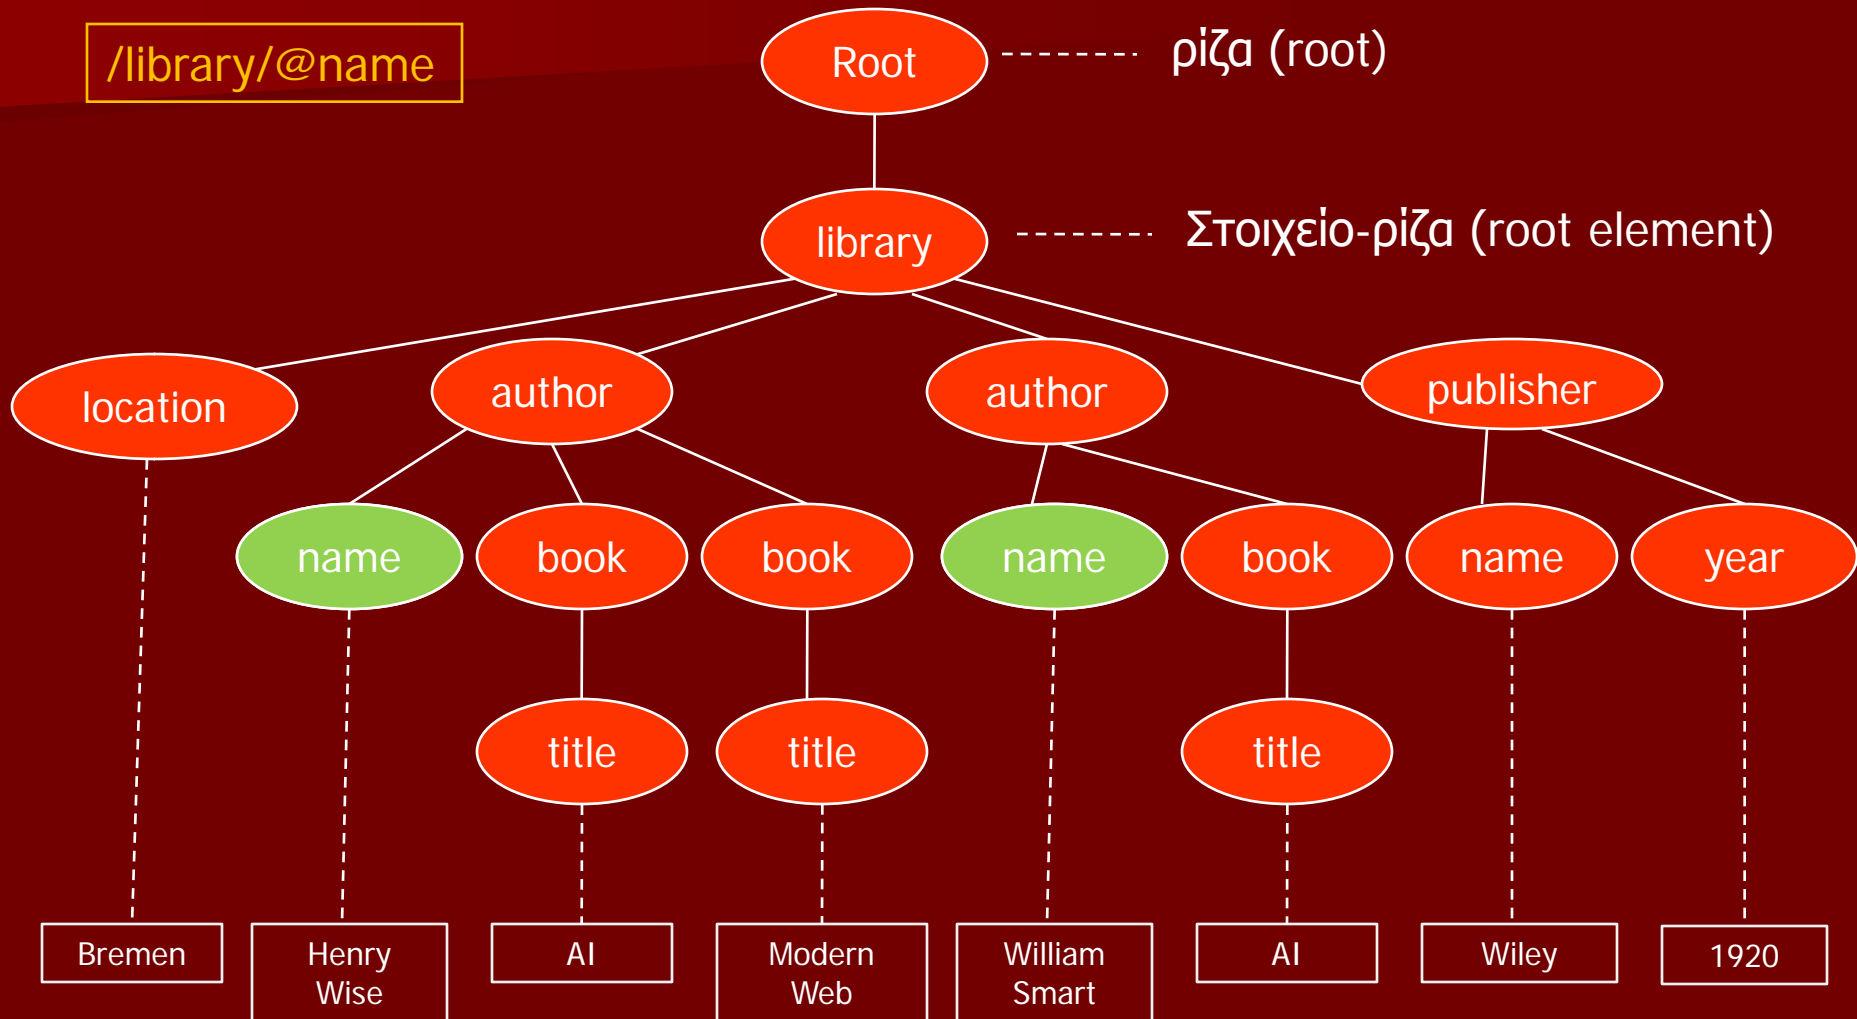 /library/@name
Root
ρίζα (root)
library
Στοιχείο-ρίζα (root element)
location
author
author
publisher
name
book
book
name
book
name
year
title
title
title
Bremen
Henry
Wise
AI
Modern
Web
William
Smart
AI
Wiley
1920